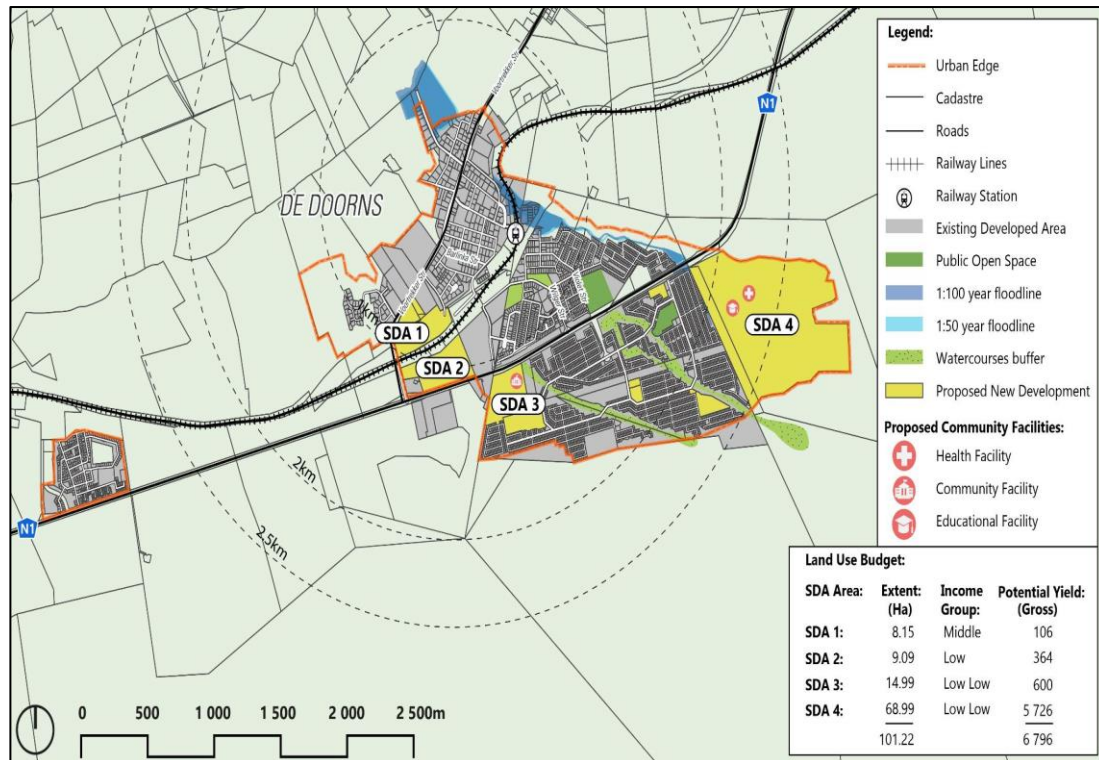 Voortrekker Str
N1
DE DOORNS
Voortrekker Str
1km
SDA 1
SDA 2
SDA 3
SDA 4
2km
2.5km
N1
0 500 1 000 1 500 2 000 2 500m
Legend:
Urban Edge
Cadastre
Roads
Railway Lines
Railway Station
Existing Developed Area
Public Open Space
1:100 year floodline
1:50 year floodline
Watercourses buffer
Proposed New Development
Proposed Community Facilities:
Health Facility
Community Facility
Educational Facility
Land Use Budget:
SDA Area: Extent: (Ha) Income Group: Potential Yield: (Gross)
SDA 1: 8.15 Middle 106
SDA 2: 9.09 Low 364
SDA 3: 14.99 Low Low 600
SDA 4: 68.99 Low Low 5 726
101.22 6 796